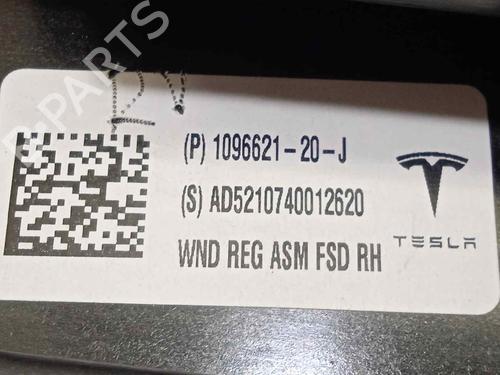 (P) 1096621-20-J
(S) AD5210740012620
WND REG ASM FSD RH
TESLA